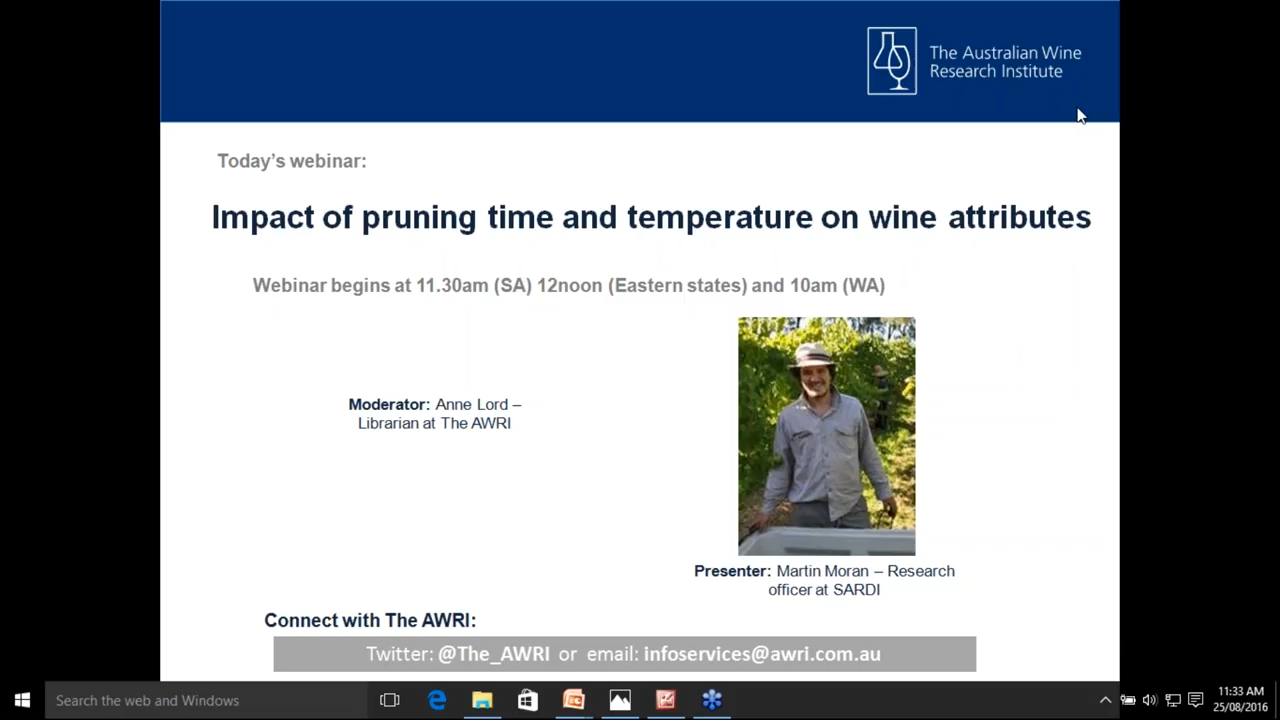 The Australian Wine
Research Institute
Today's webinar:
Impact of pruning time and temperature on wine attributes
Webinar begins at 11.30am (SA) 12noon (Eastern states) and 10am (WA)
Moderator: Anne Lord –
Librarian at The AWRI
Presenter: Martin Moran – Research
officer at SARDI
Connect with The AWRI:
Twitter: @The_AWRI or email: infoservices@awri.com.au
Search the web and Windows
11:33 AM
25/08/2016